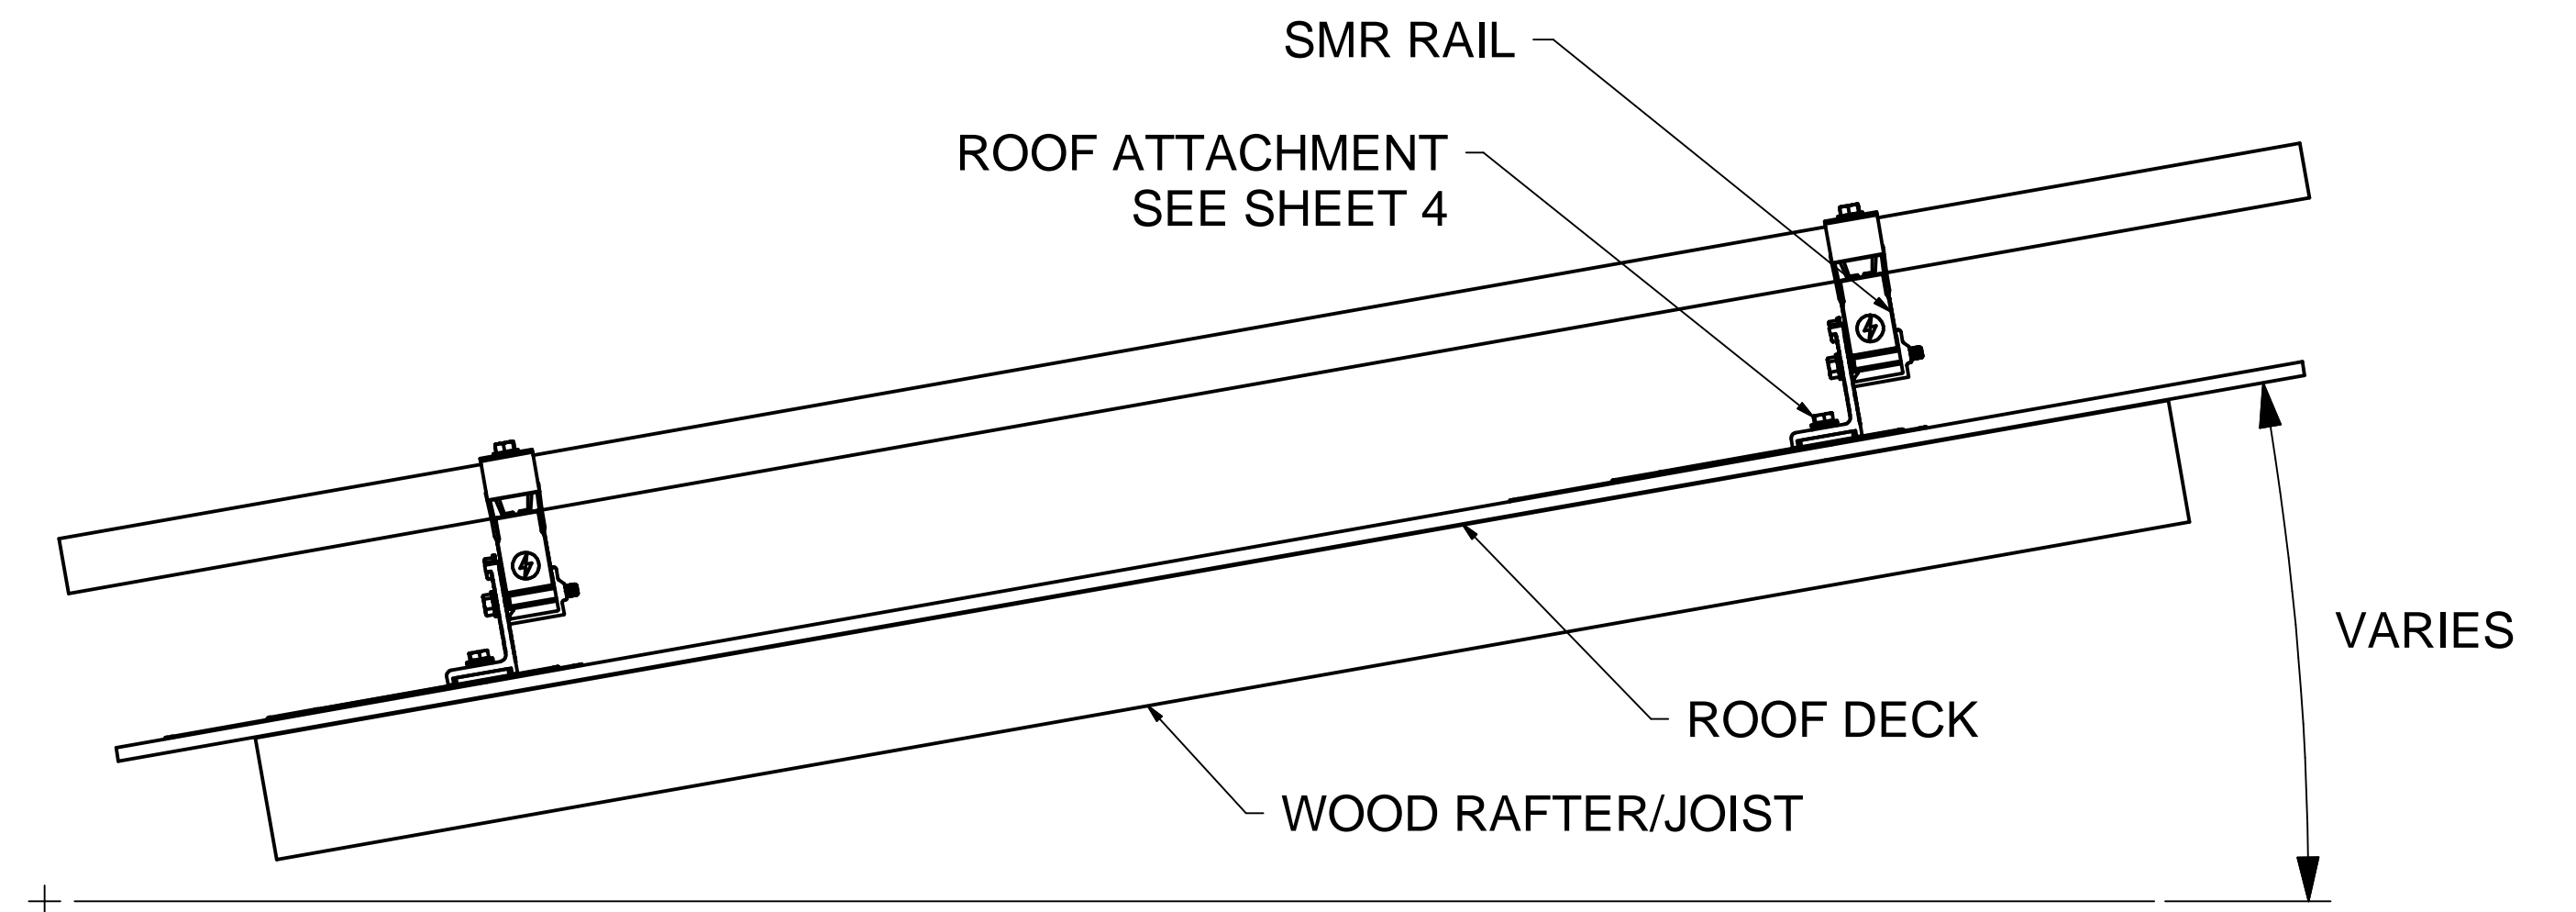 SMR RAIL
ROOF ATTACHMENT
SEE SHEET 4
VARIES
ROOF DECK
WOOD RAFTER/JOIST